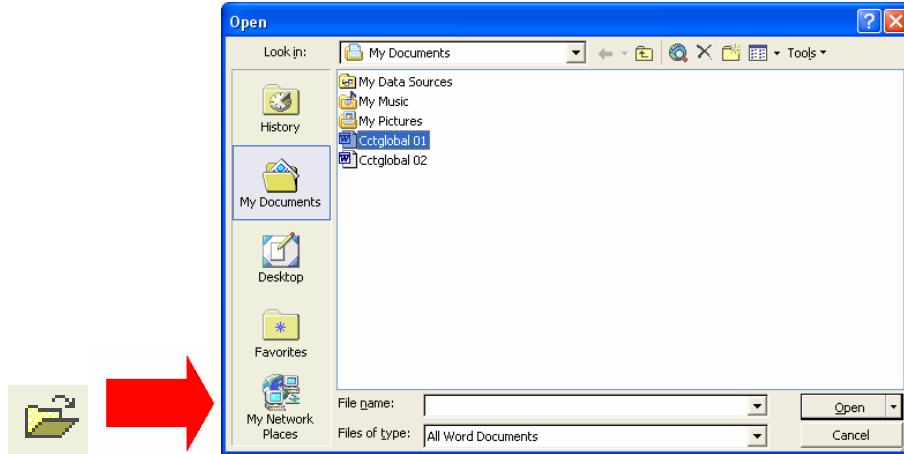 Open
Look in: My Documents Tools
My Data Sources
My Music
My Pictures
Cctglobal 01
Cctglobal 02
History
My Documents
Desktop
Favorites
My Network
Places
File name: Open
Files of type: All Word Documents Cancel